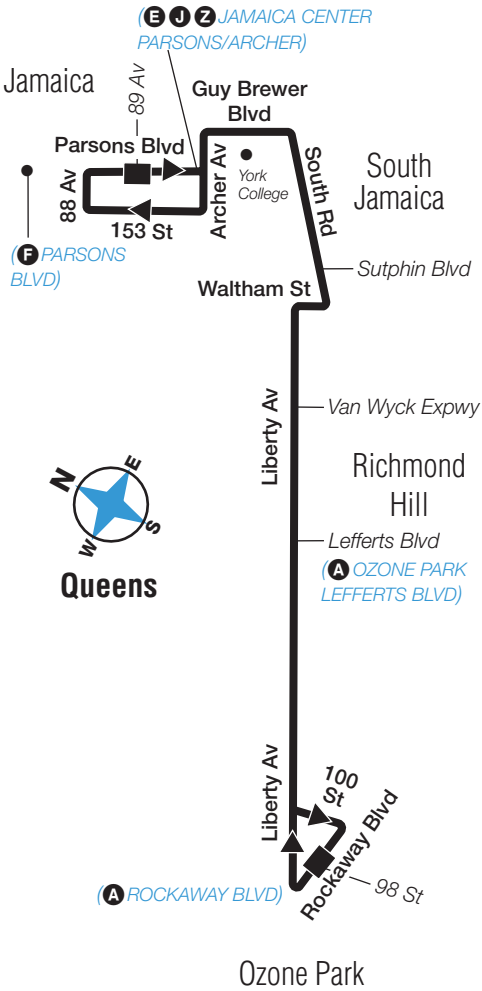 (E J Z JAMAICA CENTER
PARSONS/ARCHER)
Jamaica
89 Av
Guy Brewer
Blvd
Parsons Blvd
88 Av
Archer Av
York
College
South Rd
South
Jamaica
153 St
(F PARSONS
BLVD)
Sutphin Blvd
Waltham St
Liberty Av
Van Wyck Expwy
Richmond
Hill
N
E
S
W
Queens
Lefferts Blvd
(A OZONE PARK
LEFFERTS BLVD)
Liberty Av
100
St
Rockaway Blvd
(A ROCKAWAY BLVD)
98 St
Ozone Park